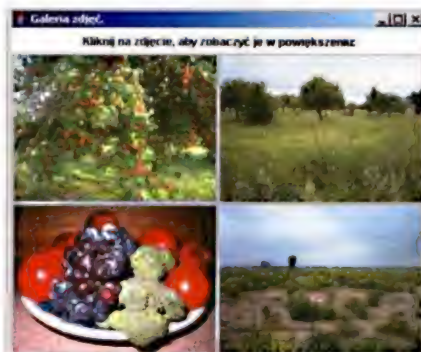 Galeria zdjęć.
Kliknij na zdjęcie, aby zobaczyć je w powiększeniu